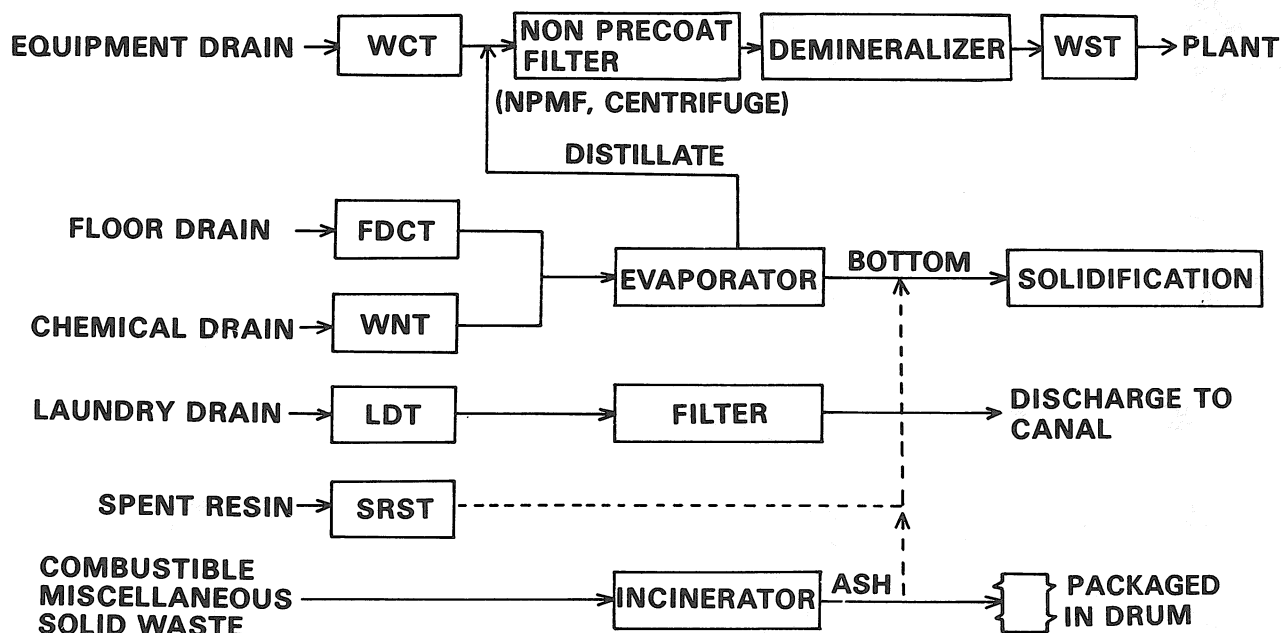 EQUIPMENT DRAIN
WCT
NON PRECOAT
FILTER
DEMINERALIZER
WST
PLANT
(NPMF, CENTRIFUGE)
DISTILLATE
FLOOR DRAIN
FDCT
EVAPORATOR
BOTTOM
SOLIDIFICATION
CHEMICAL DRAIN
WNT
LAUNDRY DRAIN
LDT
FILTER
DISCHARGE TO
CANAL
SPENT RESIN
SRST
COMBUSTIBLE
MISCELLANEOUS
SOLID WASTE
INCINERATOR
ASH
PACKAGED
IN DRUM